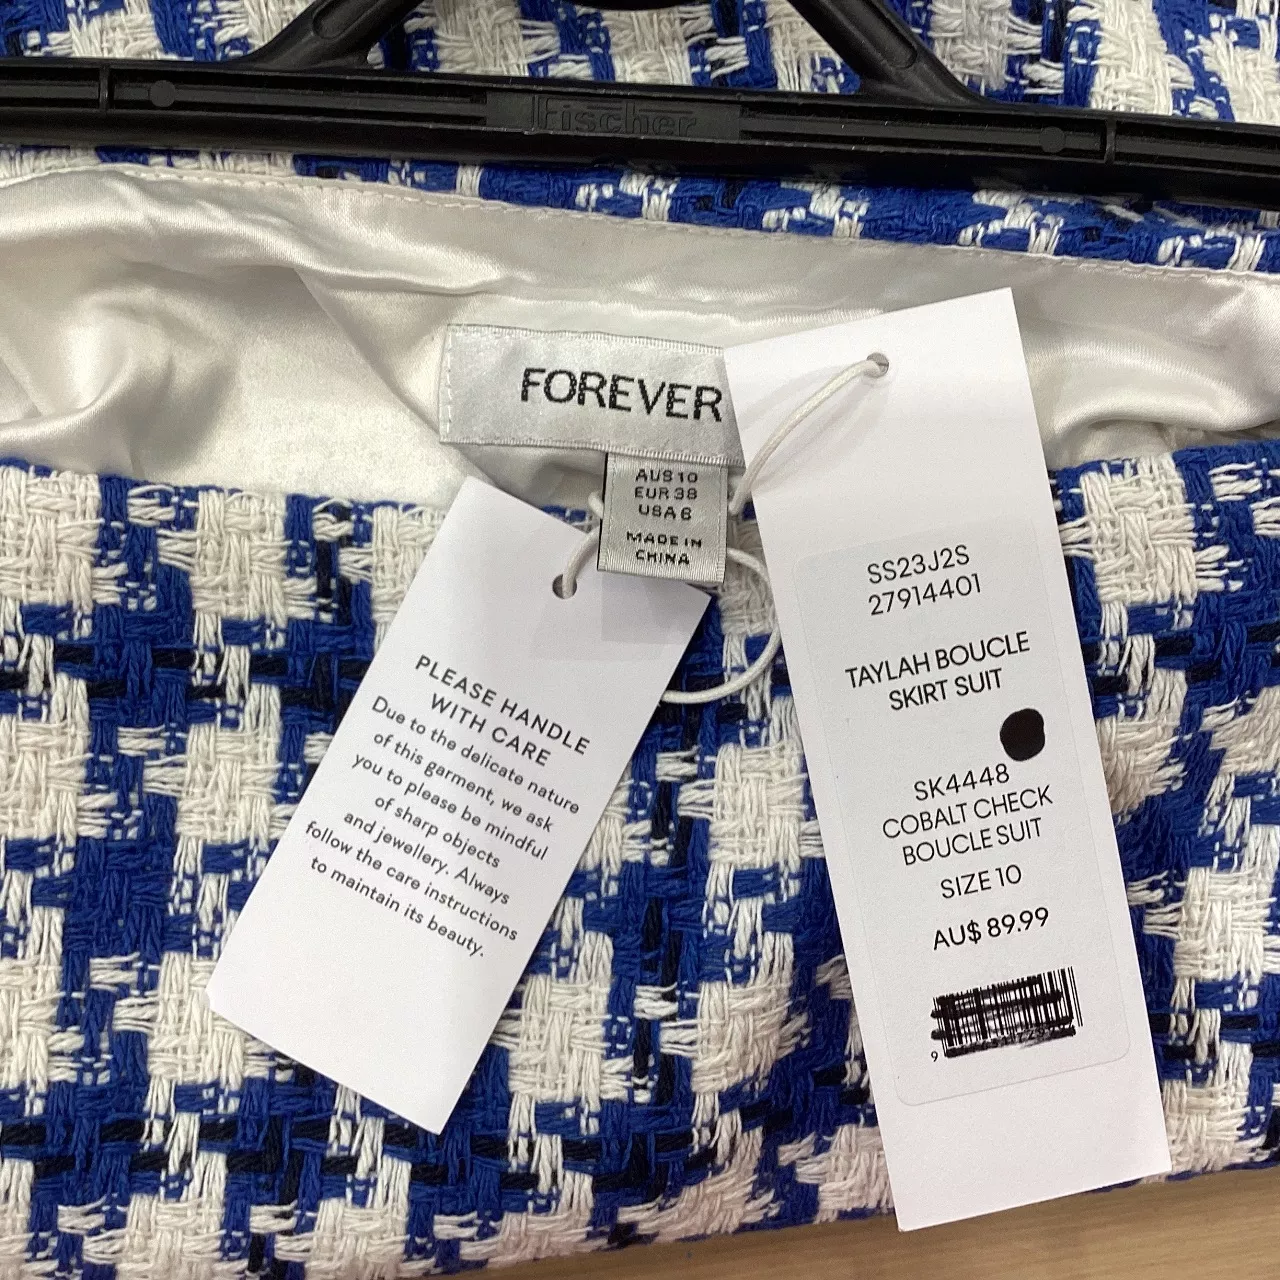 Fischer
FOREVER
AUS 10
EUR 38
USA 6
MADE IN
CHINA
PLEASE HANDLE
WITH CARE
Due to the delicate nature
of this garment, we ask
you to please be mindful
of sharp objects
and jewellery. Always
follow the care instructions
to maintain its beauty.
SS23J2S
27914401
TAYLAH BOUCLE
SKIRT SUIT
SK4448
COBALT CHECK
BOUCLE SUIT
SIZE 10
AU$ 89.99
9